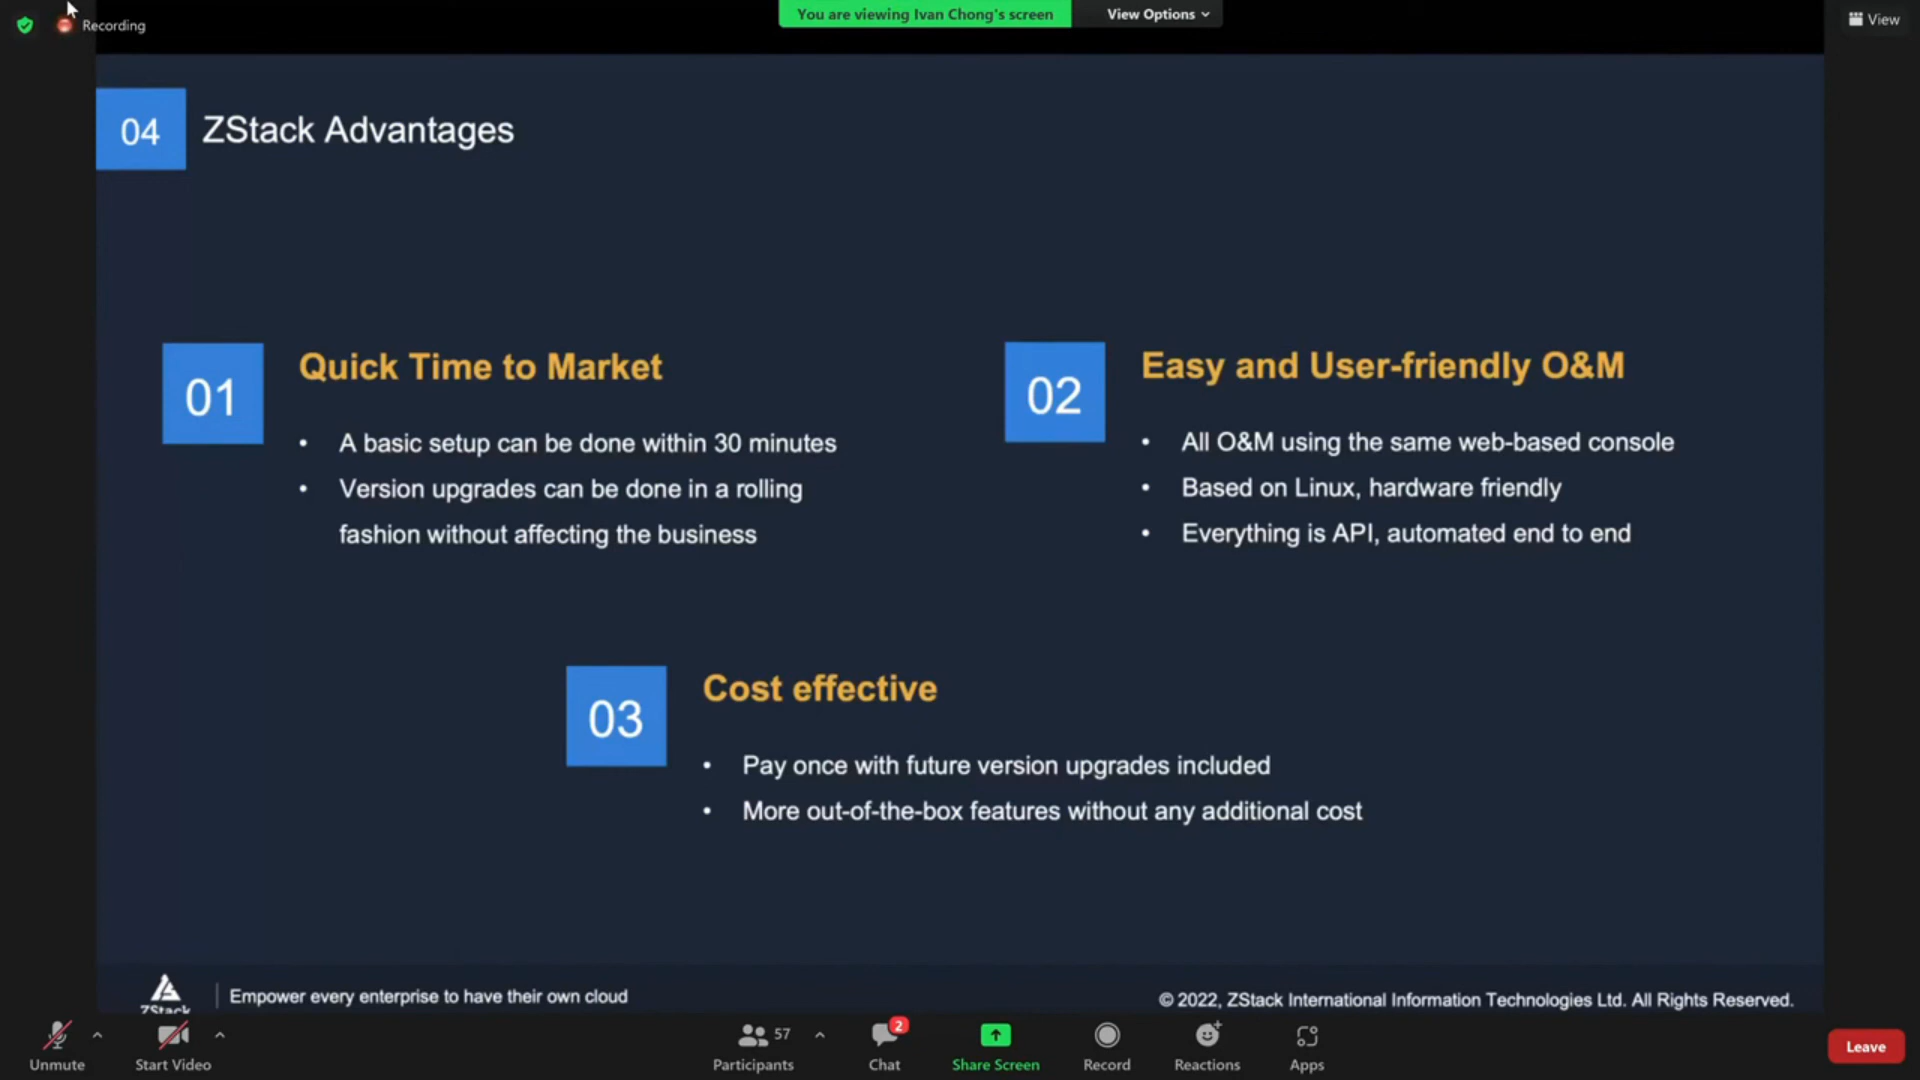 Recording
You are viewing Ivan Chong's screen
View Options
View
04
ZStack Advantages
01
Quick Time to Market
• A basic setup can be done within 30 minutes
• Version upgrades can be done in a rolling
fashion without affecting the business
02
Easy and User-friendly O&M
• All O&M using the same web-based console
• Based on Linux, hardware friendly
• Everything is API, automated end to end
03
Cost effective
• Pay once with future version upgrades included
• More out-of-the-box features without any additional cost
ZStack
Empower every enterprise to have their own cloud
© 2022, ZStack International Information Technologies Ltd. All Rights Reserved.
Unmute
Start Video
57
Participants
2
Chat
Share Screen
Record
Reactions
Apps
Leave